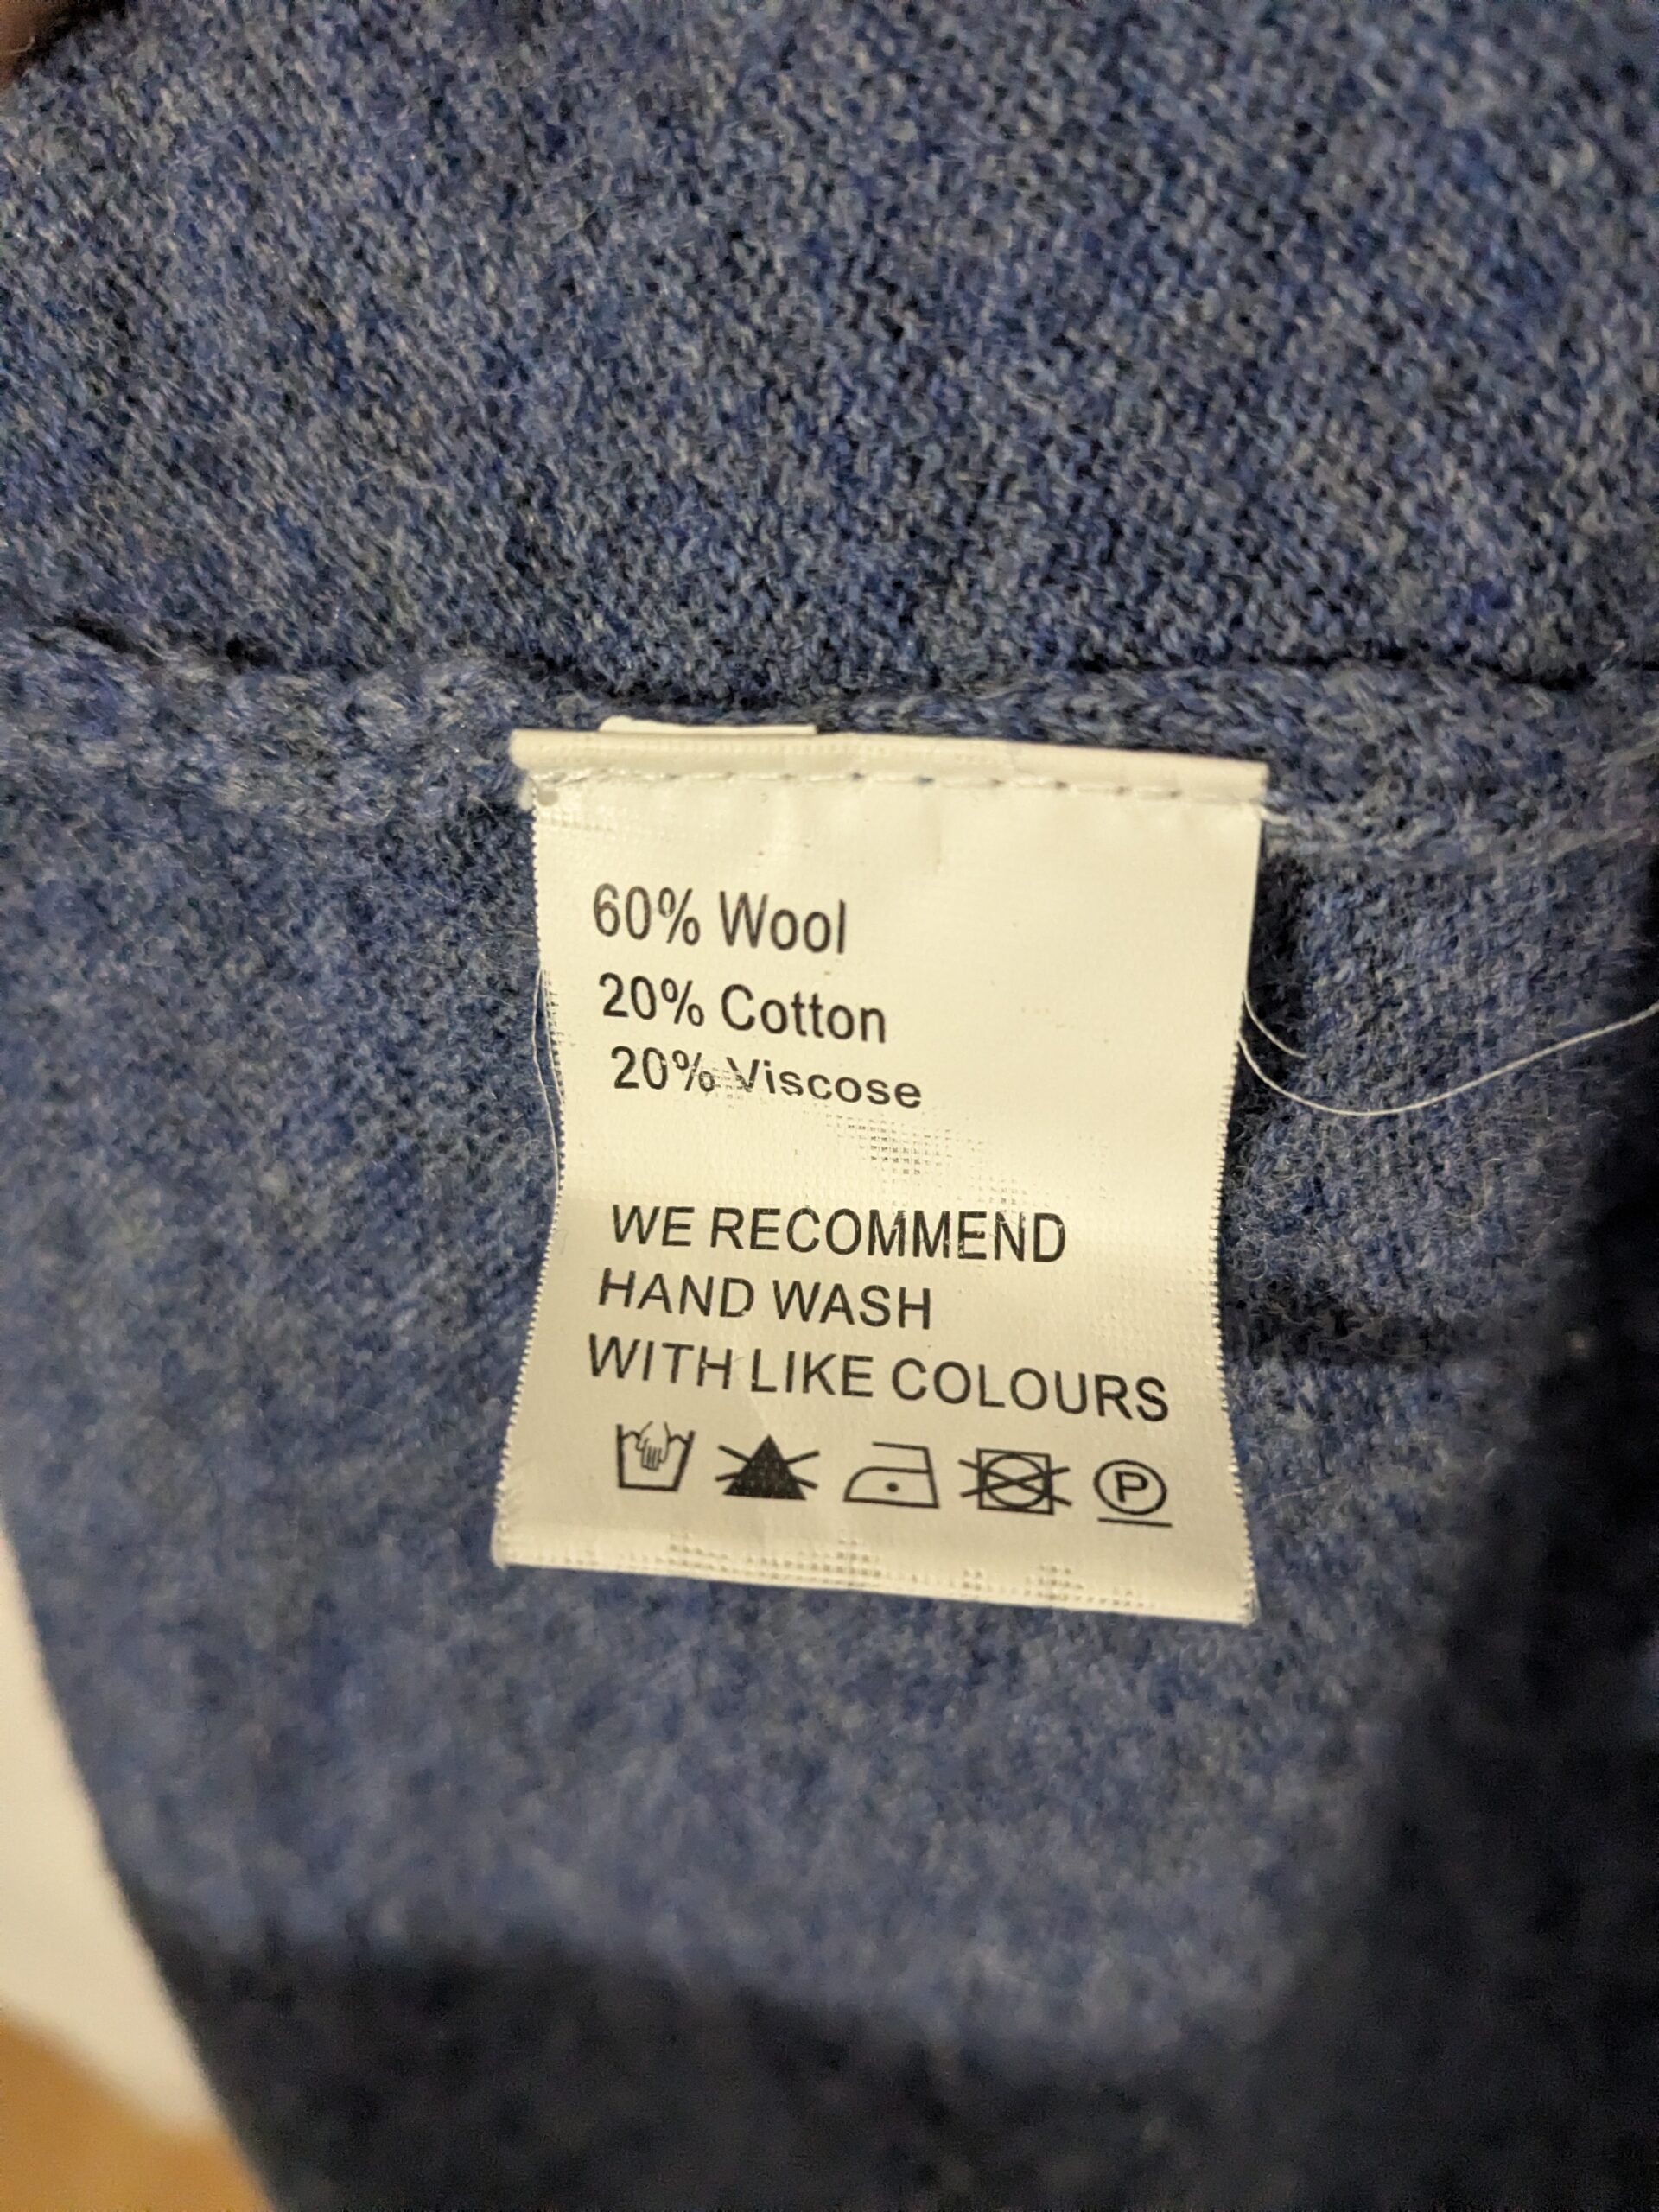 60% Wool
20% Cotton
20% Viscose
WE RECOMMEND
HAND WASH
WITH LIKE COLOURS
P